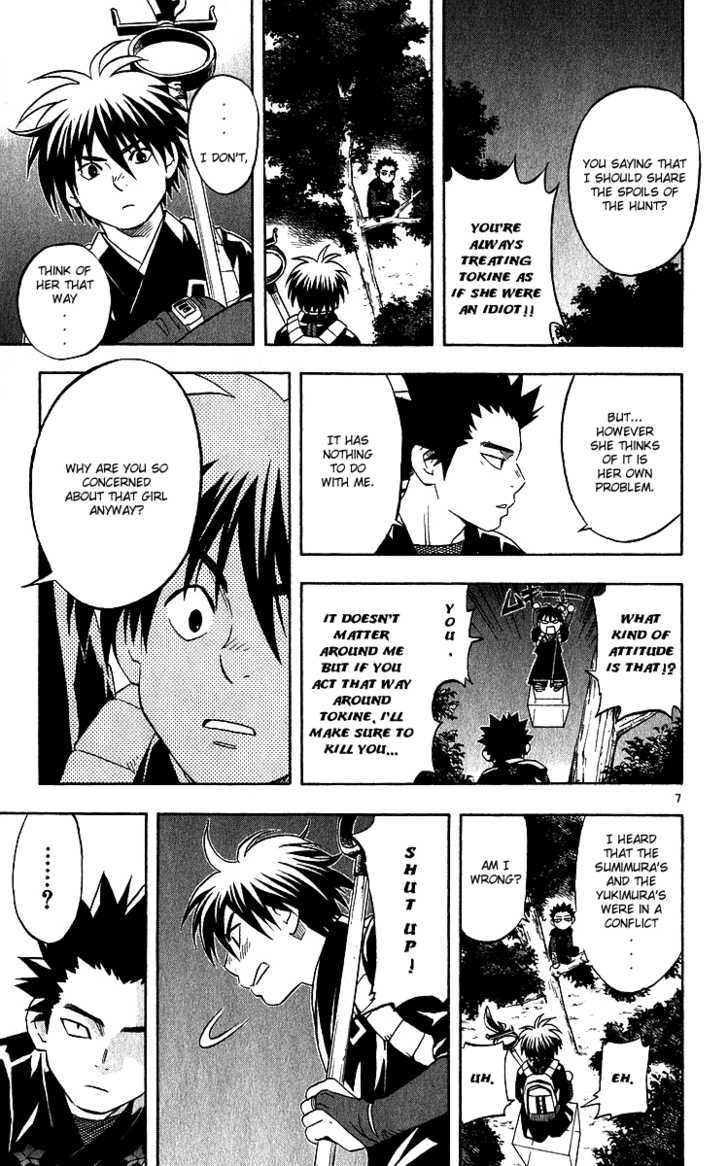 YOU SAYING THAT
I SHOULD SHARE
THE SPOILS OF
THE HUNT?
YOU'RE
ALWAYS
TREATING
TOKINE AS
IF SHE WERE
AN IDIOT!!
...
I DON'T,
THINK OF
HER THAT
WAY
...
BUT...
HOWEVER
SHE THINKS
OF IT IS
HER OWN
PROBLEM.
IT HAS
NOTHING
TO DO
WITH ME.
WHY ARE YOU SO
CONCERNED
ABOUT THAT GIRL
ANYWAY?
WHAT
KIND OF
ATTITUDE
IS THAT!?
ムキー
YOU,
IT DOESN'T
MATTER
AROUND ME
BUT IF YOU
ACT THAT WAY
AROUND
TOKINE, I'LL
MAKE SURE TO
KILL YOU...
7
I HEARD
THAT THE
SUMIMURA'S
AND THE
YUKIMURA'S
WERE IN A
CONFLICT
...
AM I
WRONG?
EH.
UH.
SHUT UP!
......?